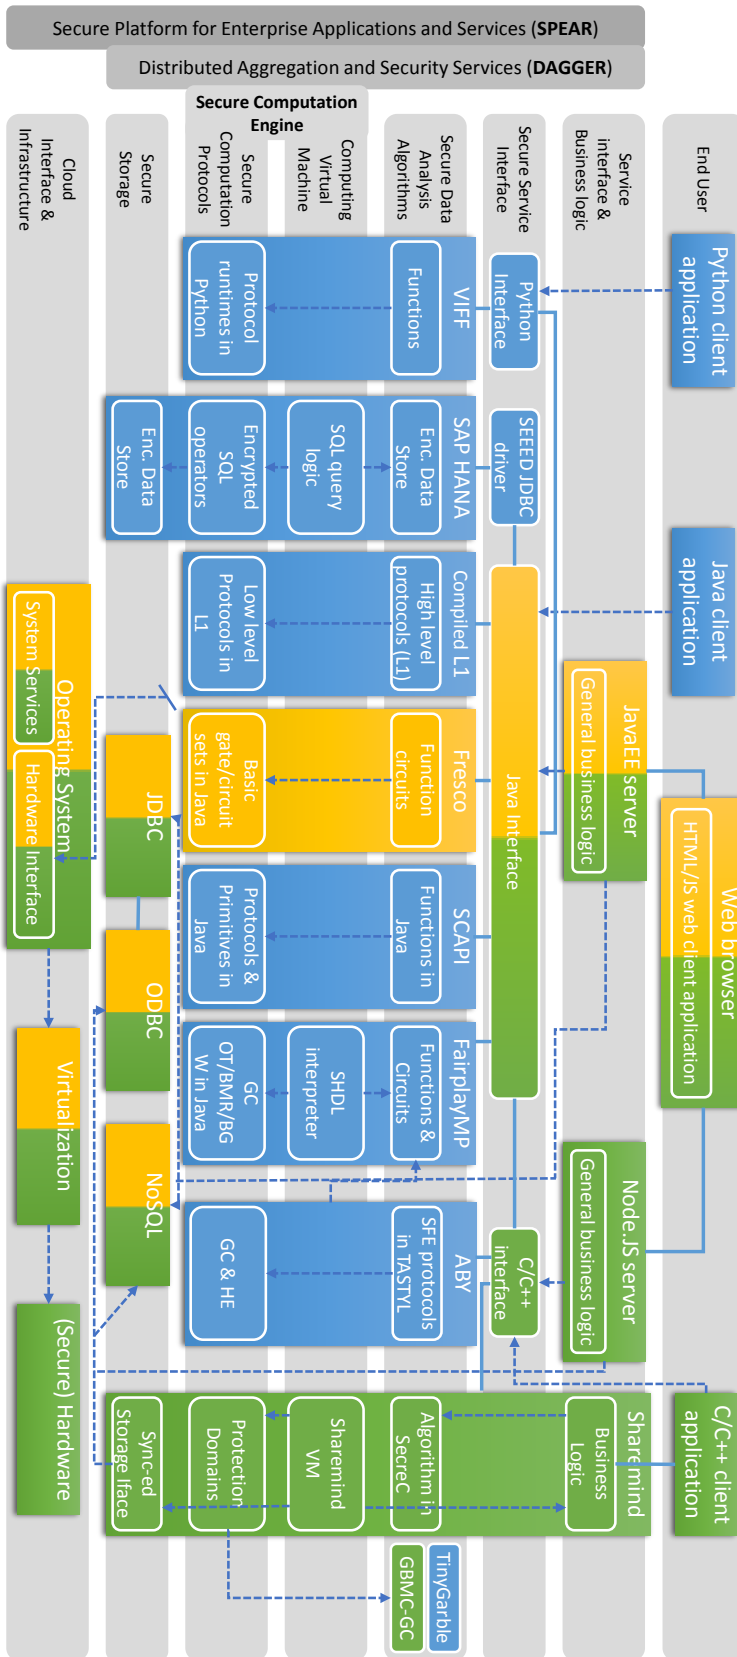 Secure Platform for Enterprise Applications and Services (SPEAR)
Distributed Aggregation and Security Services (DAGGER)
Secure Computation
Engine
End User
Service
interface &
Business logic
Secure Service
Interface
Secure Data
Analysis
Algorithms
Computing
Virtual
Machine
Secure
Computation
Protocols
Secure
Storage
Cloud
Interface &
Infrastructure
Python client
application
Java client
application
Web browser
HTML/JS web client application
C/C++ client
application
JavaEE server
General business logic
Node.JS server
General business logic
Sharemind
Business
Logic
Python
Interface
SEEED JDBC
driver
Java Interface
C/C++
interface
VIFF
Functions
Protocol
runtimes in
Python
SAP HANA
Enc. Data
Store
SQL query
logic
Encrypted
SQL
operators
Enc. Data
Store
Compiled L1
High level
protocols (L1)
Low level
Protocols in
L1
Fresco
Function
circuits
Basic
gate/circuit
sets in Java
SCAPI
Functions in
Java
Protocols &
Primitives in
Java
FairplayMP
Functions &
Circuits
SHDL
interpreter
GC
OT/BMR/BG
W in Java
ABY
SFE protocols
in TASTYL
GC & HE
Algorithm in
SecreC
Sharemind
VM
Protection
Domains
Sync-ed
Storage Iface
TinyGarble
GBMC-GC
JDBC
ODBC
NoSQL
Operating System
System Services
Hardware Interface
Virtualization
(Secure) Hardware